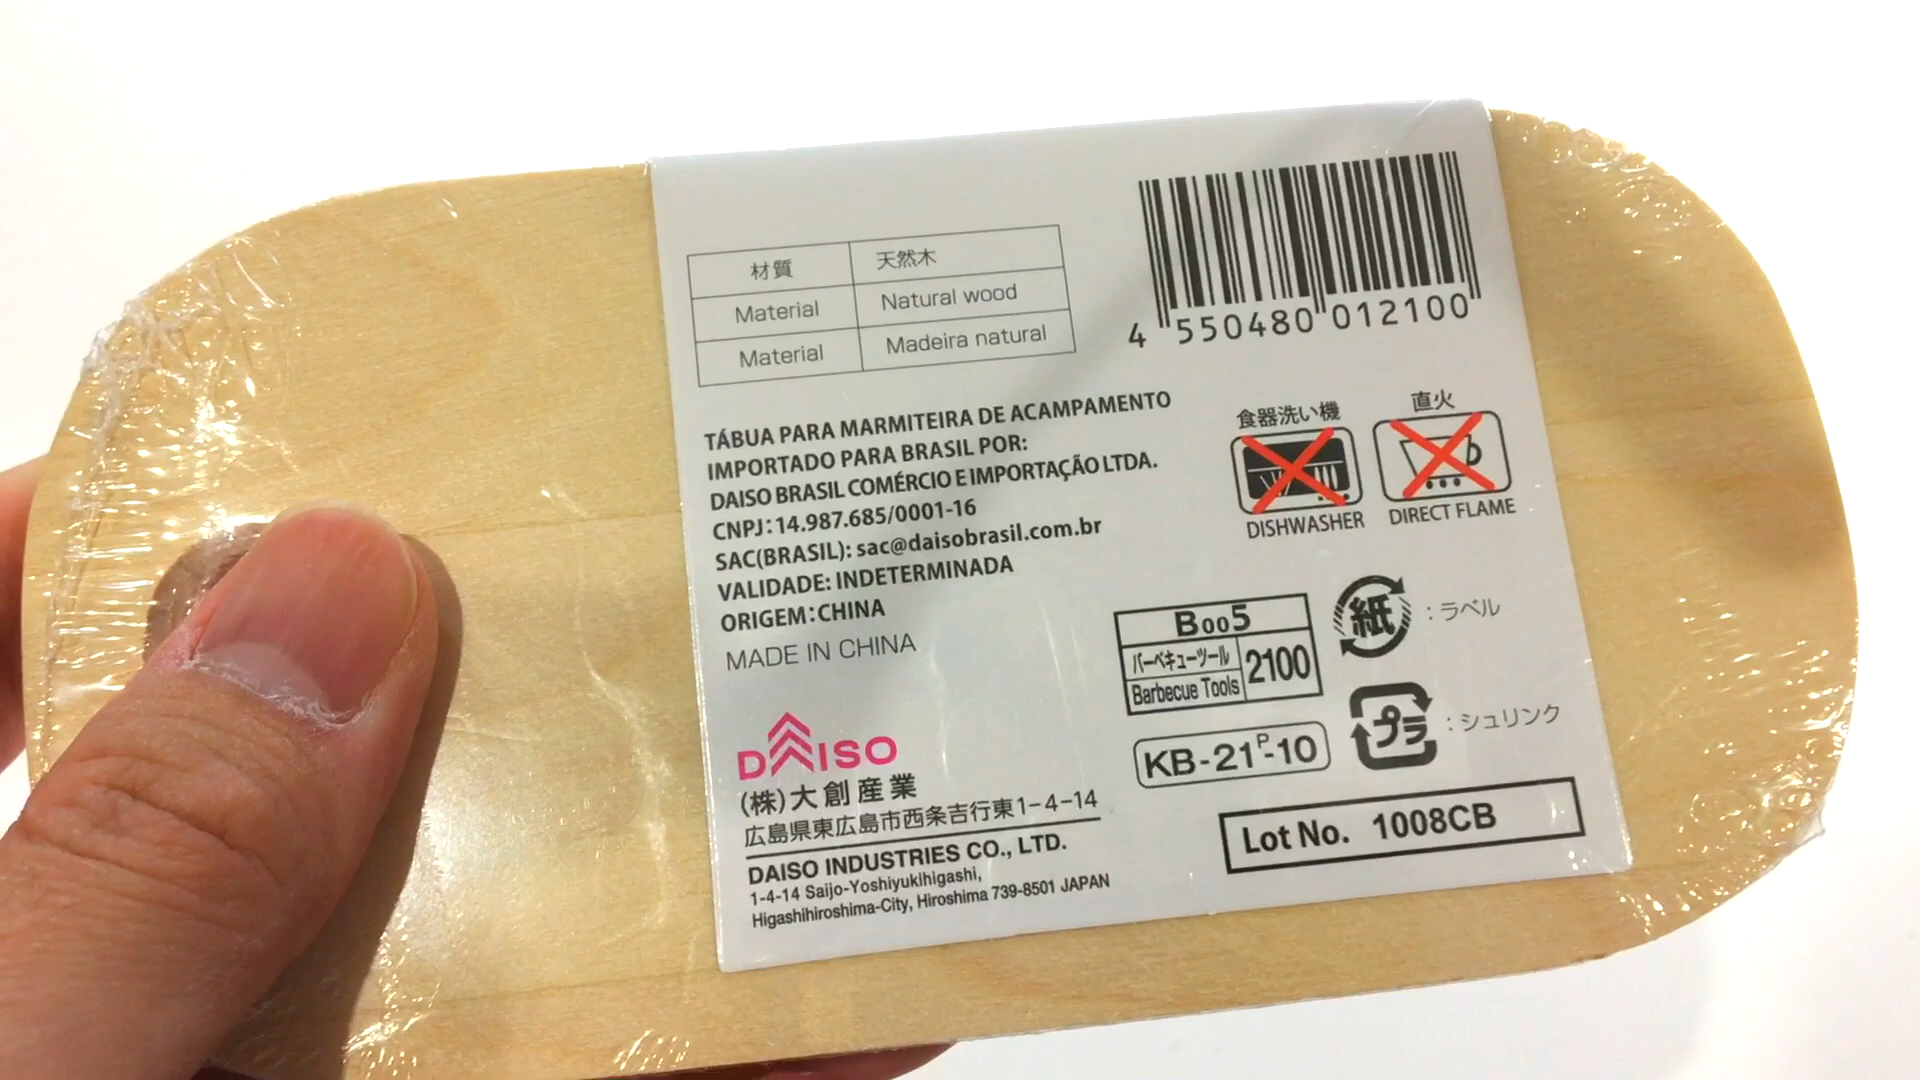 材質 天然木
Material Natural wood
Material Madeira natural
4 550480 012100
TÁBUA PARA MARMITEIRA DE ACAMPAMENTO
IMPORTADO PARA BRASIL POR:
DAISO BRASIL COMÉRCIO E IMPORTAÇÃO LTDA.
CNPJ:14.987.685/0001-16
SAC(BRASIL): sac@daisobrasil.com.br
VALIDADE: INDETERMINADA
ORIGEM:CHINA
MADE IN CHINA
食器洗い機 直火
DISHWASHER DIRECT FLAME
B005
バーベキューツール
Barbecue Tools
2100
紙 : ラベル
KB-21P-10
プラ : シュリンク
Lot No. 1008CB
DAISO
(株)大創産業
広島県東広島市西条吉行東1-4-14
DAISO INDUSTRIES CO., LTD.
1-4-14 Saijo-Yoshiyukihigashi,
Higashihiroshima-City, Hiroshima 739-8501 JAPAN